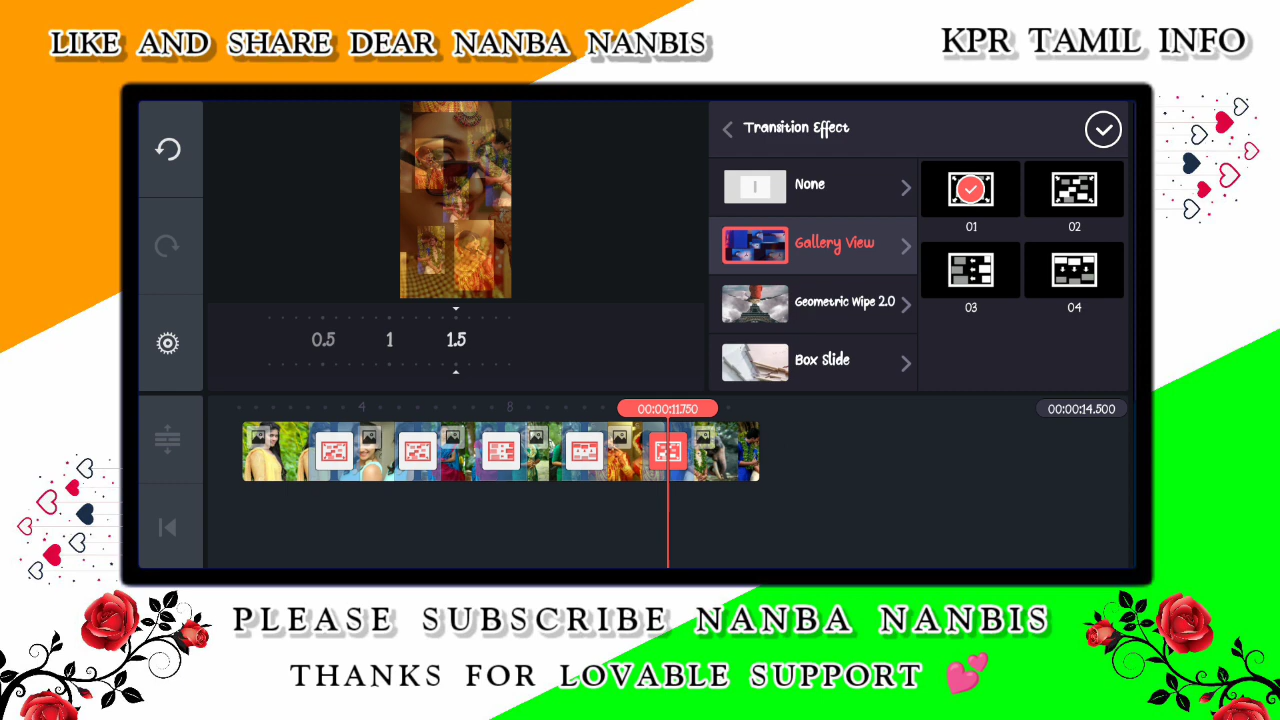 LIKE AND SHARE DEAR NANBA NANBIS
KPR TAMIL INFO
Transition Effect
None
Gallery View
Geometric Wipe 2.0
Box Slide
01
02
03
04
0.5 1 1.5
4 8
00:00:11.750
00:00:14.500
PLEASE SUBSCRIBE NANBA NANBIS
THANKS FOR LOVABLE SUPPORT 💕